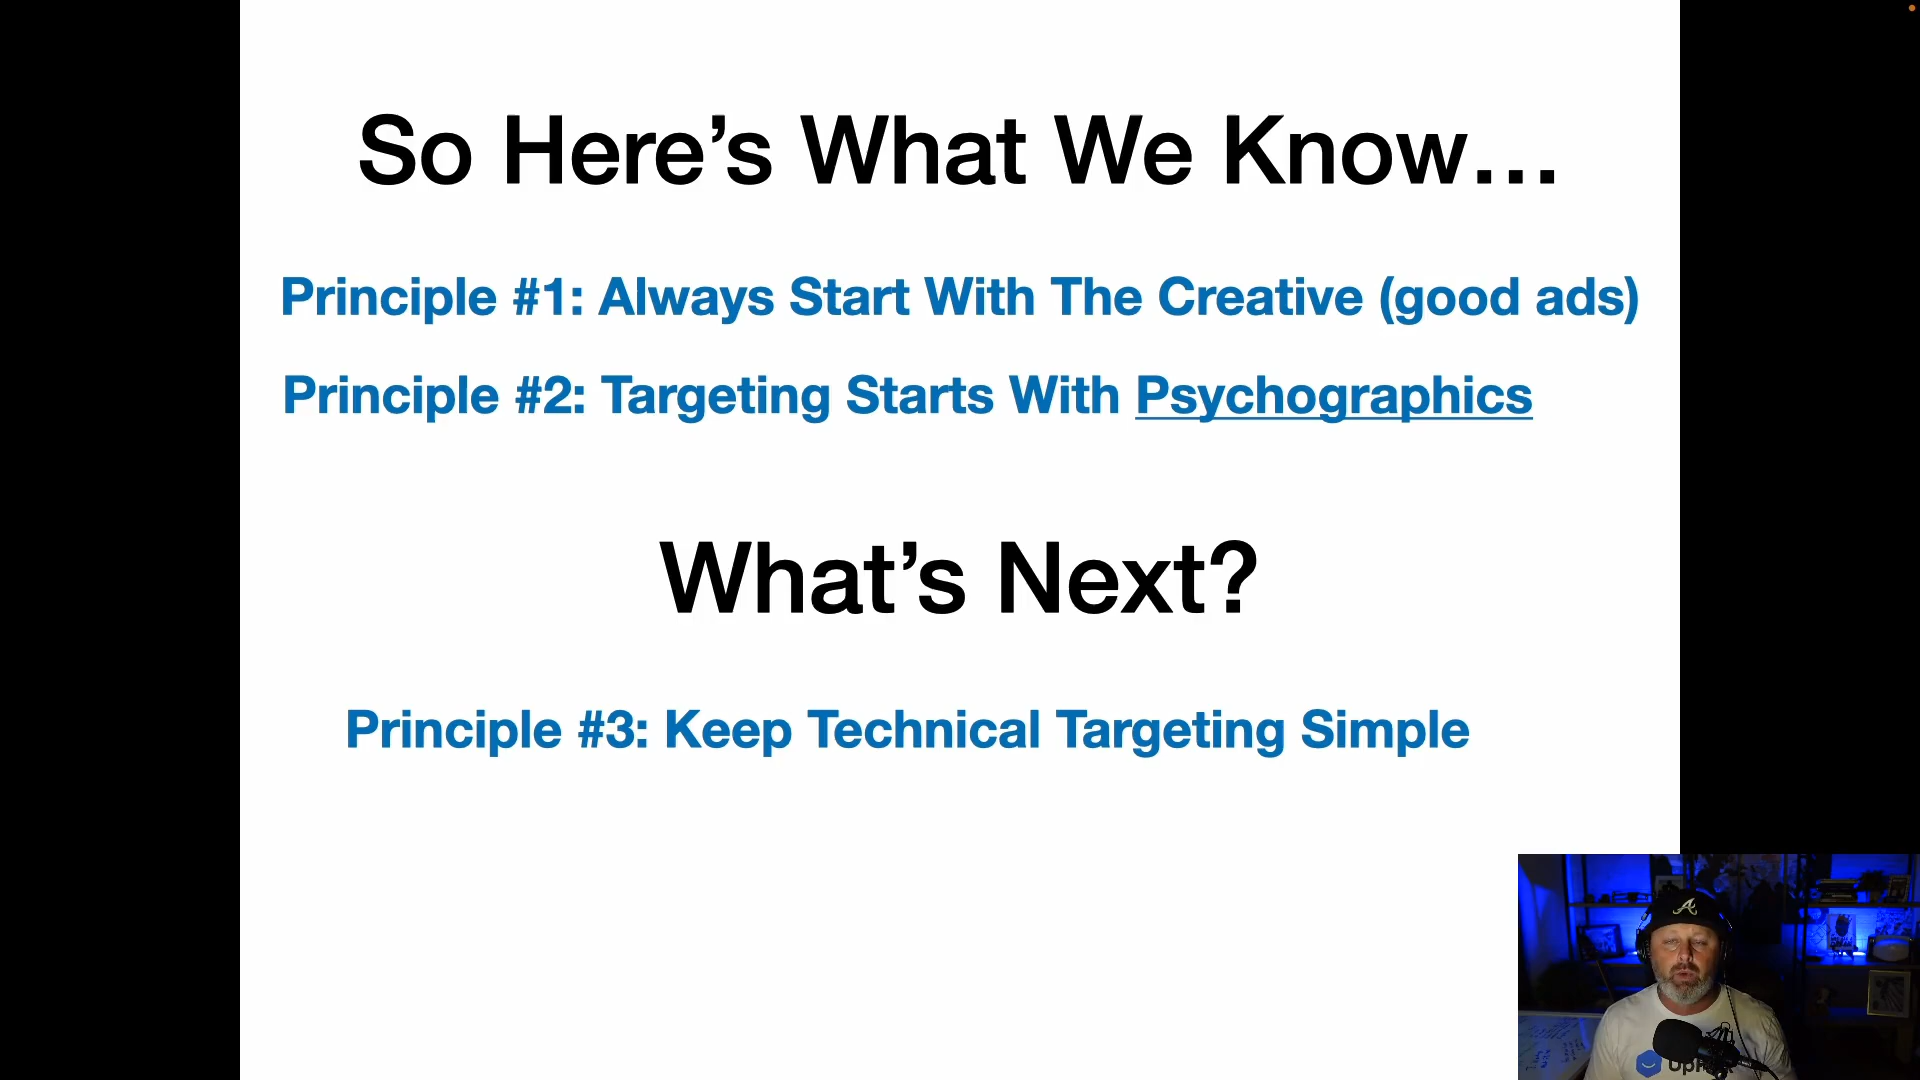 So Here’s What We Know…
Principle #1: Always Start With The Creative (good ads)
Principle #2: Targeting Starts With Psychographics
What’s Next?
Principle #3: Keep Technical Targeting Simple
A